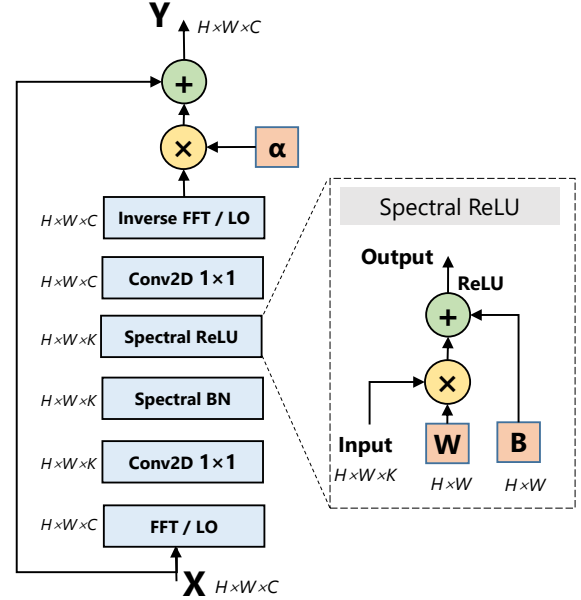 Y
H×W×C
+
×
α
H×W×C
Inverse FFT / LO
H×W×C
Conv2D 1×1
H×W×K
Spectral ReLU
H×W×K
Spectral BN
H×W×K
Conv2D 1×1
H×W×C
FFT / LO
X
H×W×C
Spectral ReLU
Output
ReLU
+
×
Input
H×W×K
W
H×W
B
H×W